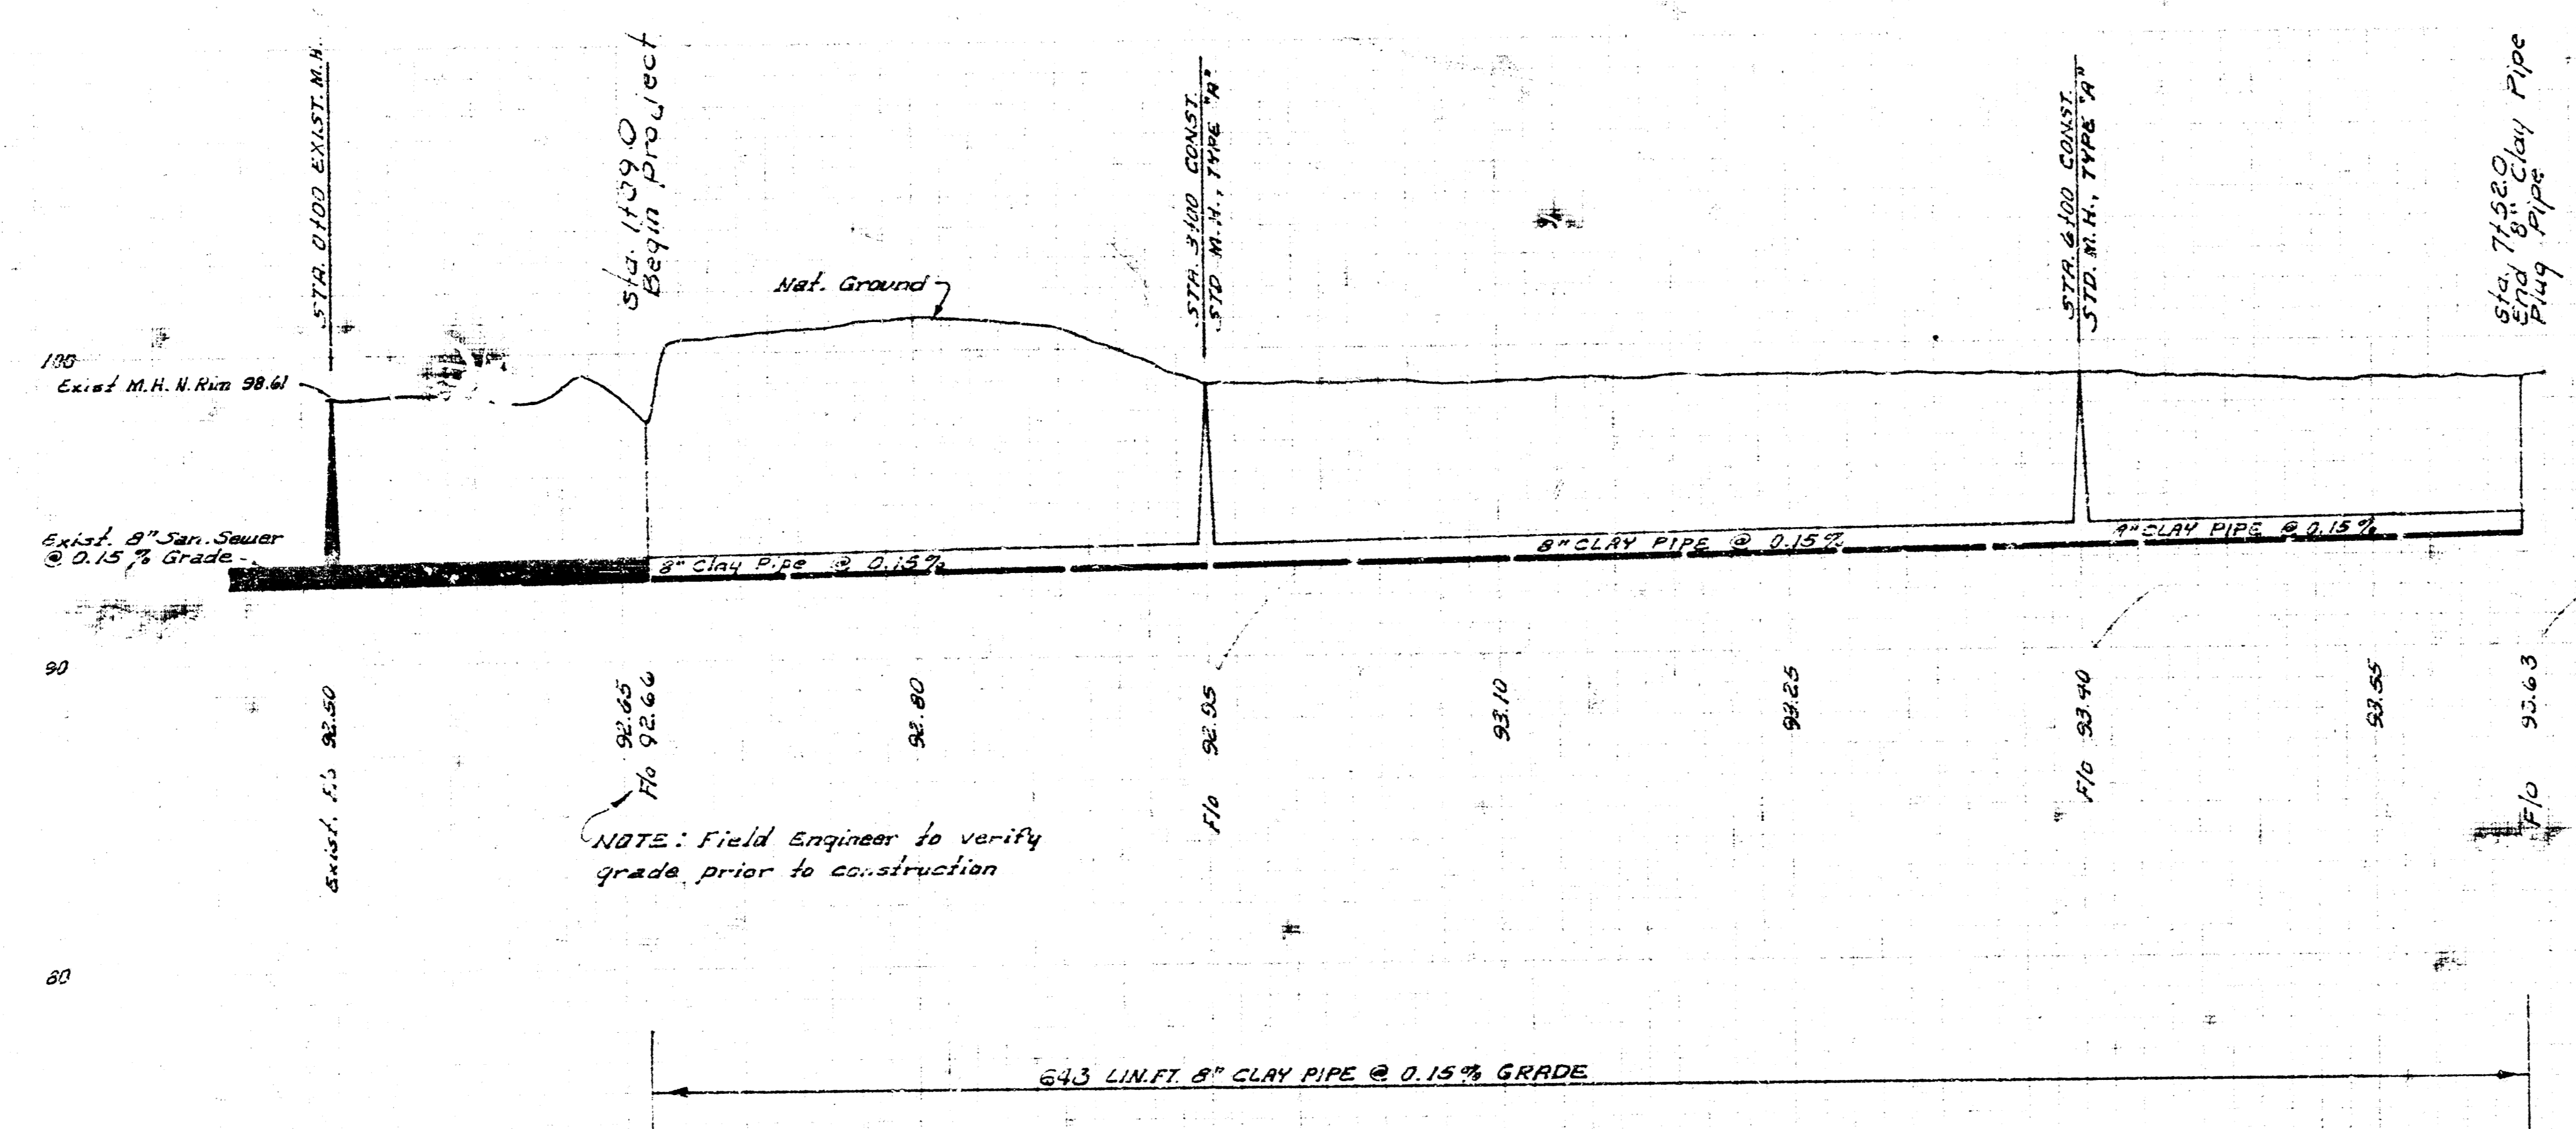 STA. 0+00 EXIST. M.H.
Sta. 1+09.0
Begin Project
STA. 3+00 CONST.
STD M.H., TYPE "A"
STA. 6+00 CONST.
STD. M.H., TYPE "A"
Sta. 7+52.0
End 8" Clay Pipe
Plug Pipe
Nat. Ground
100
Exist M.H. N. Rim 98.61
Exist. 8" San. Sewer
@ 0.15 % Grade
8" Clay Pipe @ 0.15%
8" CLAY PIPE @ 0.15%
CLAY PIPE @ 0.15%
90
Exist. F/o 92.50
92.65
F/o 92.66
92.80
F/o 92.95
93.10
93.25
F/o 93.40
93.55
F/o 93.63
NOTE: Field Engineer to verify
grade prior to construction
80
643 LIN.FT. 8" CLAY PIPE @ 0.15% GRADE